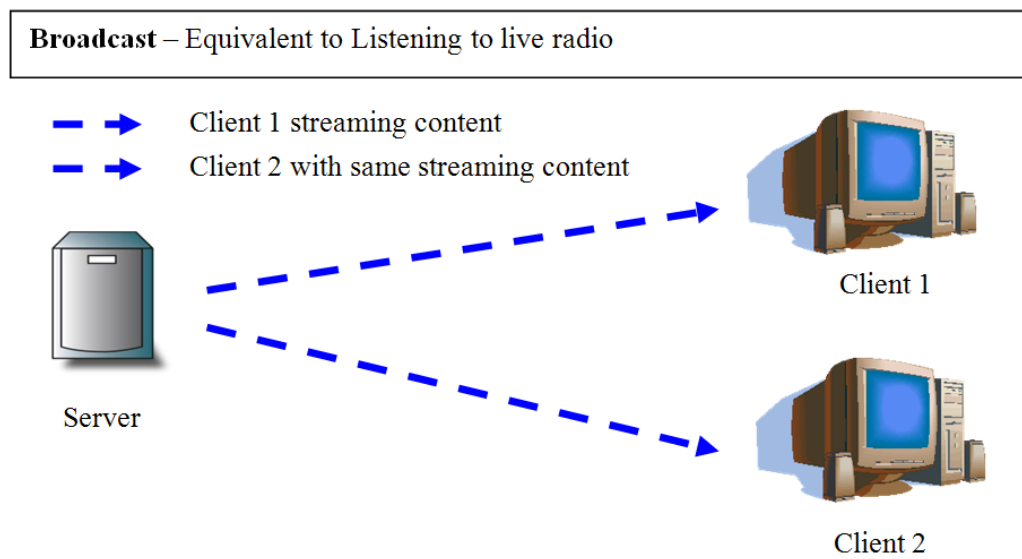 Broadcast – Equivalent to Listening to live radio
Client 1 streaming content
Client 2 with same streaming content
Client 1
Server
Client 2